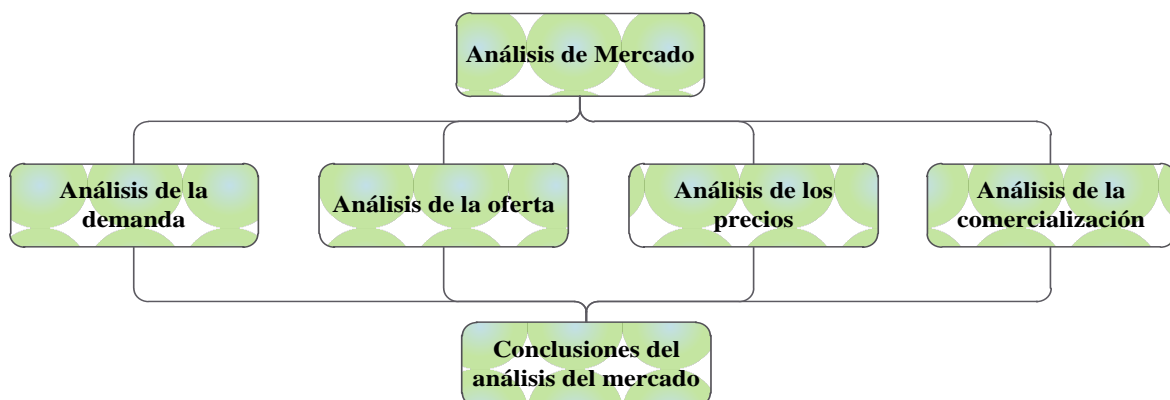 Análisis de Mercado
Análisis de la
demanda
Análisis de la oferta
Análisis de los
precios
Análisis de la
comercialización
Conclusiones del
análisis del mercado